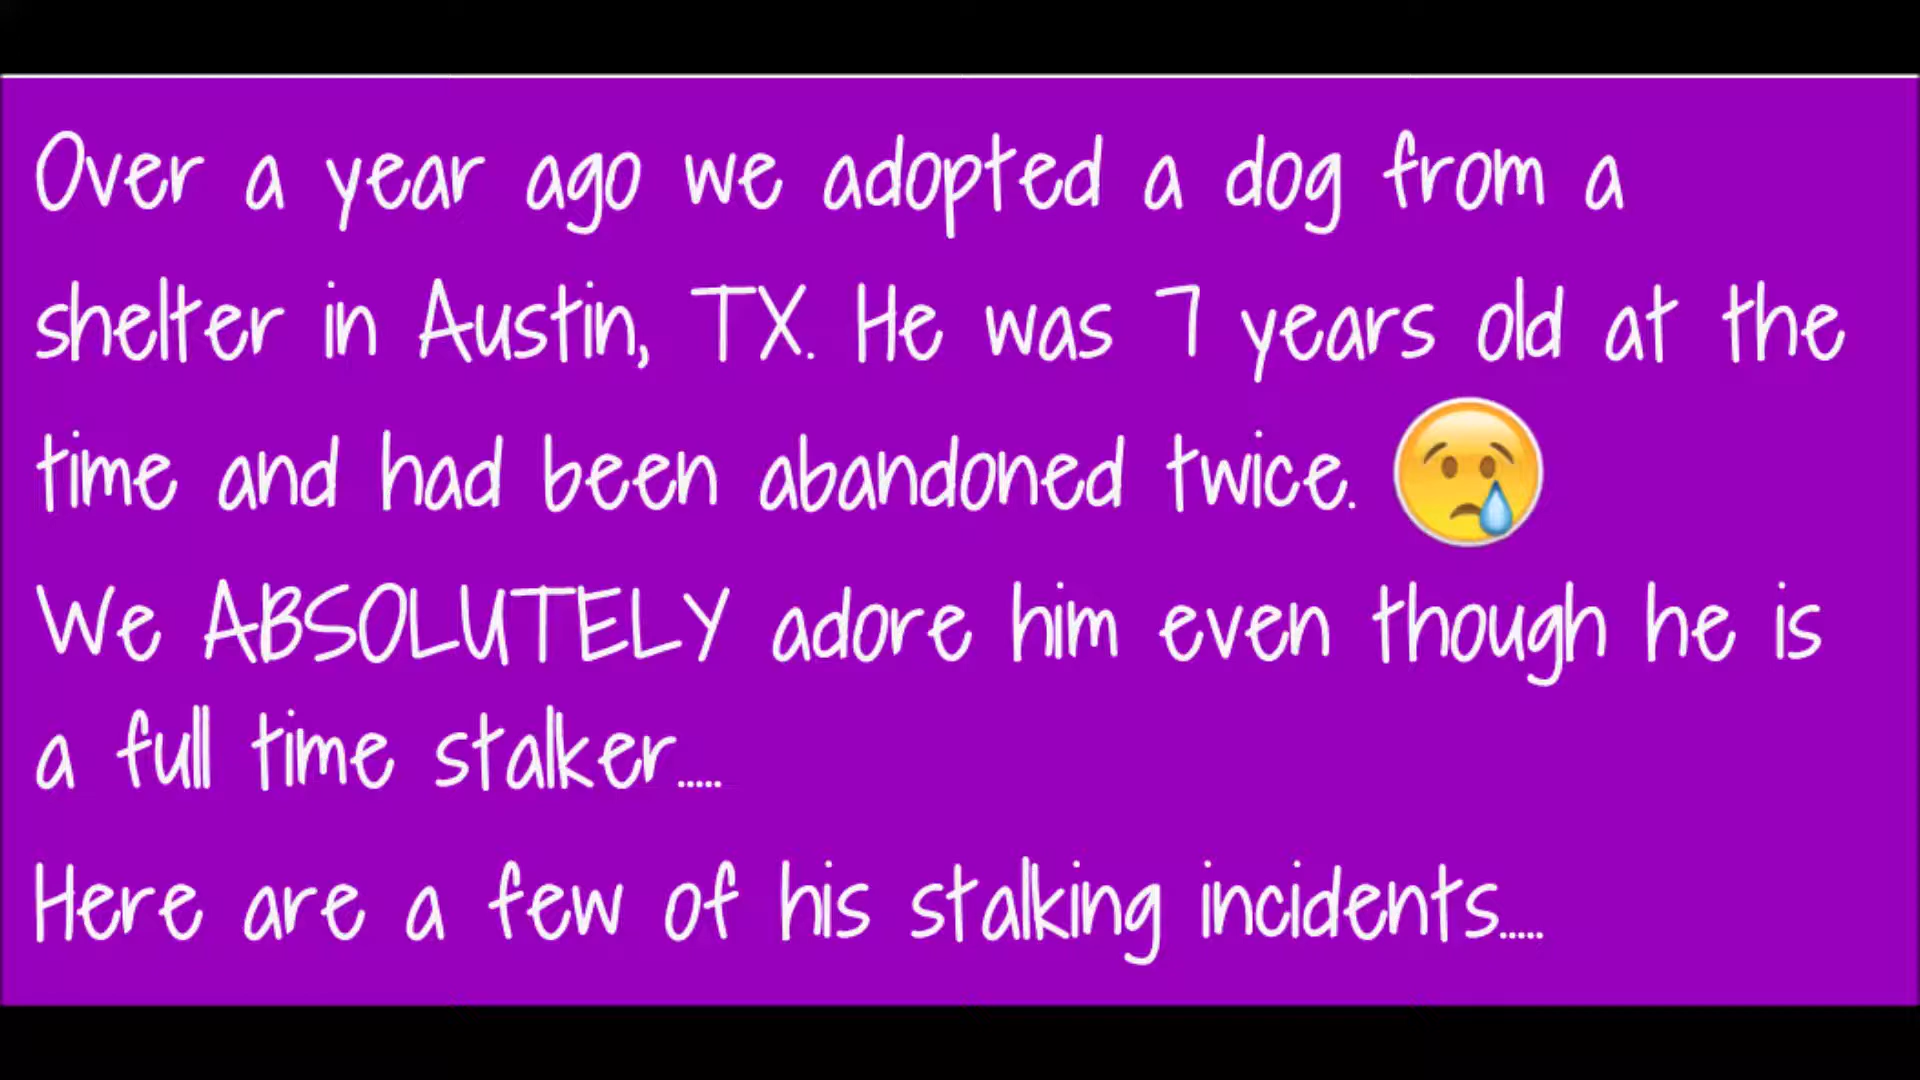 Over a year ago we adopted a dog from a
shelter in Austin, TX. He was 7 years old at the
time and had been abandoned twice. 😢
We ABSOLUTELY adore him even though he is
a full time stalker.....
Here are a few of his stalking incidents.....